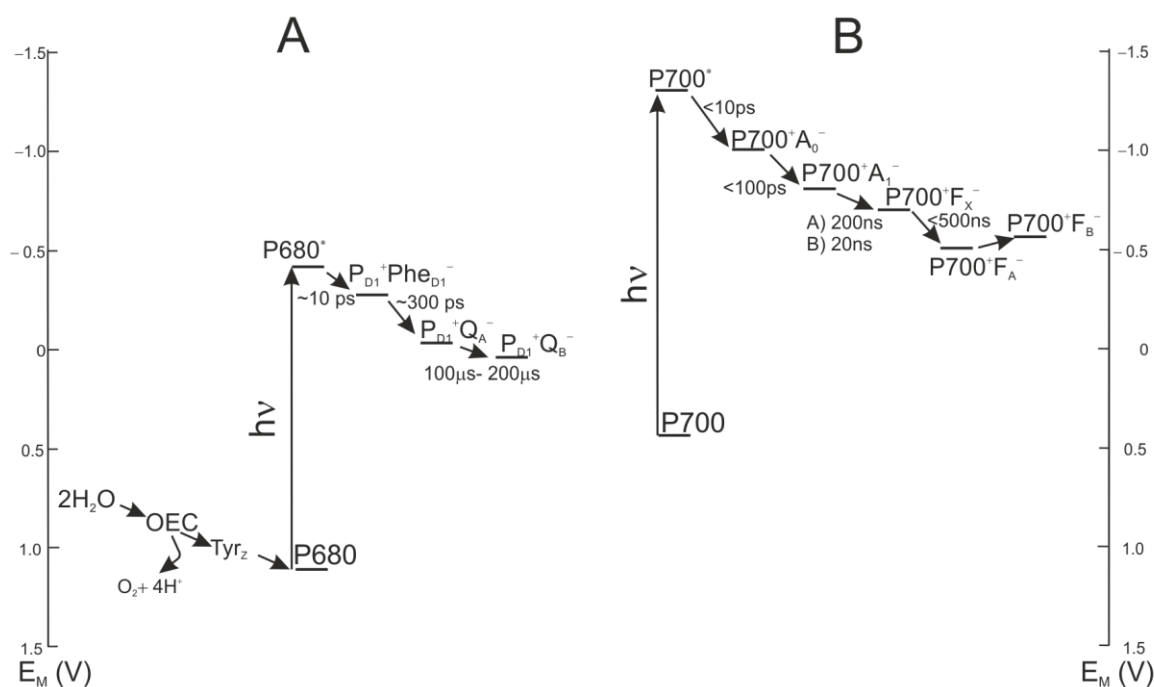 A
B
−1.5
−1.0
−0.5
0
0.5
1.0
1.5
E_M (V)
P680*
P_D1⁺Phe_D1⁻
~10 ps
~300 ps
P_D1⁺Q_A⁻
P_D1⁺Q_B⁻
100µs- 200µs
hν
2H₂O
OEC
Tyr_Z
P680
O₂+ 4H⁺
P700*
<10ps
P700⁺A₀⁻
<100ps
P700⁺A₁⁻
A) 200ns
B) 20ns
P700⁺F_X⁻
<500ns
P700⁺F_B⁻
P700⁺F_A⁻
hν
P700
−1.5
−1.0
−0.5
0
0.5
1.0
1.5
E_M (V)